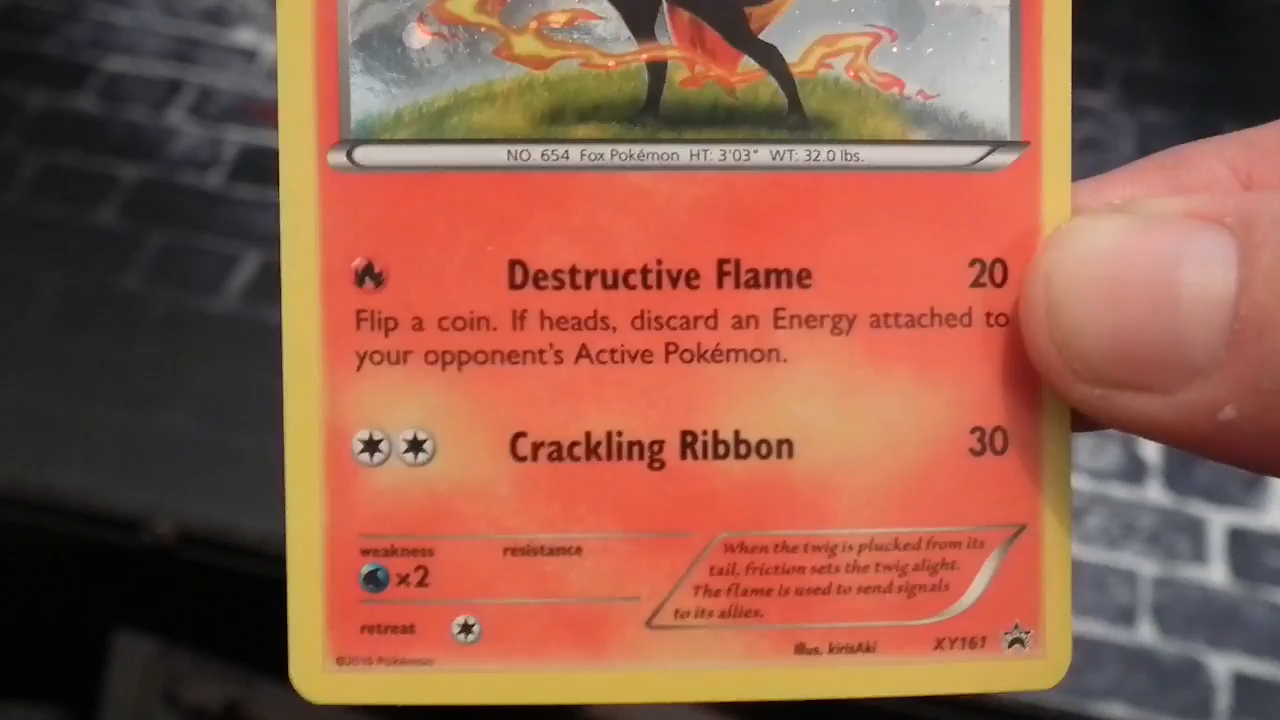 NO. 654 Fox Pokémon HT: 3'03" WT: 32.0 lbs.
Destructive Flame 20
Flip a coin. If heads, discard an Energy attached to
your opponent's Active Pokémon.
Crackling Ribbon 30
weakness resistance
×2
retreat
When the twig is plucked from its
tail, friction sets the twig alight.
The flame is used to send signals
to its allies.
Illus. kirisAki XY161
©2016 Pokémon